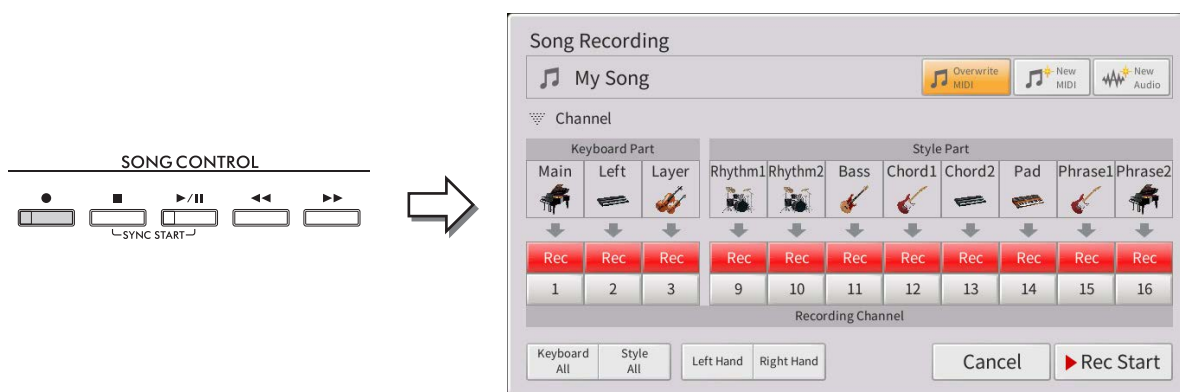 SONG CONTROL
SYNC START
Song Recording
My Song
Overwrite MIDI
New MIDI
New Audio
Channel
Keyboard Part Style Part
Main Left Layer Rhythm1 Rhythm2 Bass Chord1 Chord2 Pad Phrase1 Phrase2
Rec Rec Rec Rec Rec Rec Rec Rec Rec Rec Rec
1 2 3 9 10 11 12 13 14 15 16
Recording Channel
Keyboard All
Style All
Left Hand Right Hand Cancel Rec Start